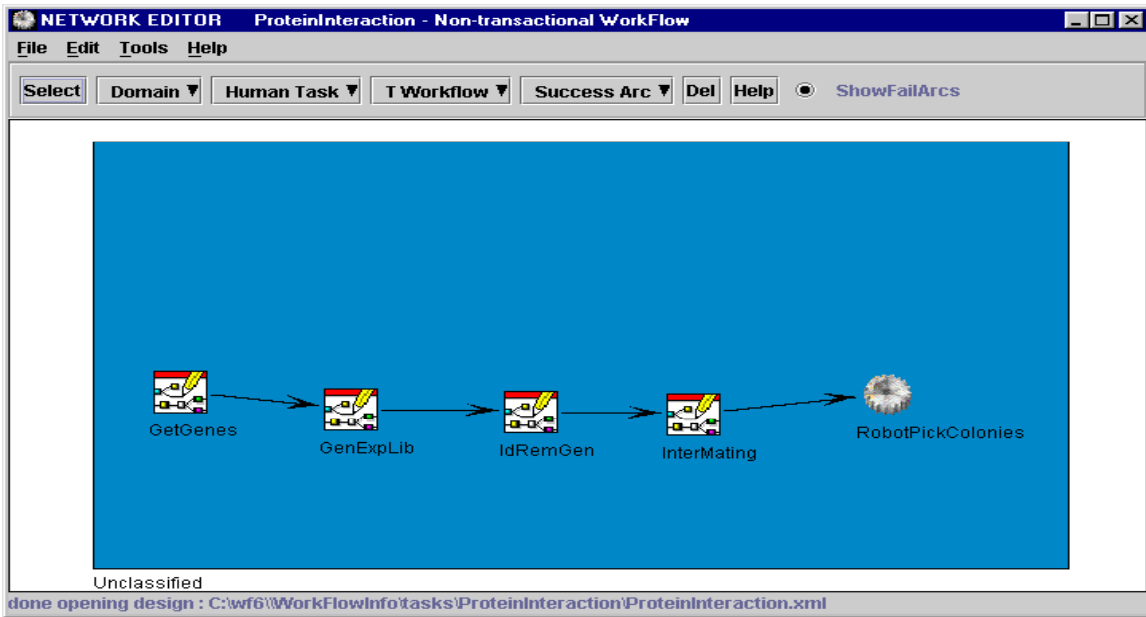 NETWORK EDITOR ProteinInteraction - Non-transactional WorkFlow
File Edit Tools Help
Select Domain Human Task T Workflow Success Arc Del Help ShowFailArcs
GetGenes
GenExpLib
IdRemGen
InterMating
RobotPickColonies
Unclassified
done opening design : C:\wf6\\WorkFlowInfo\tasks\ProteinInteraction\ProteinInteraction.xml